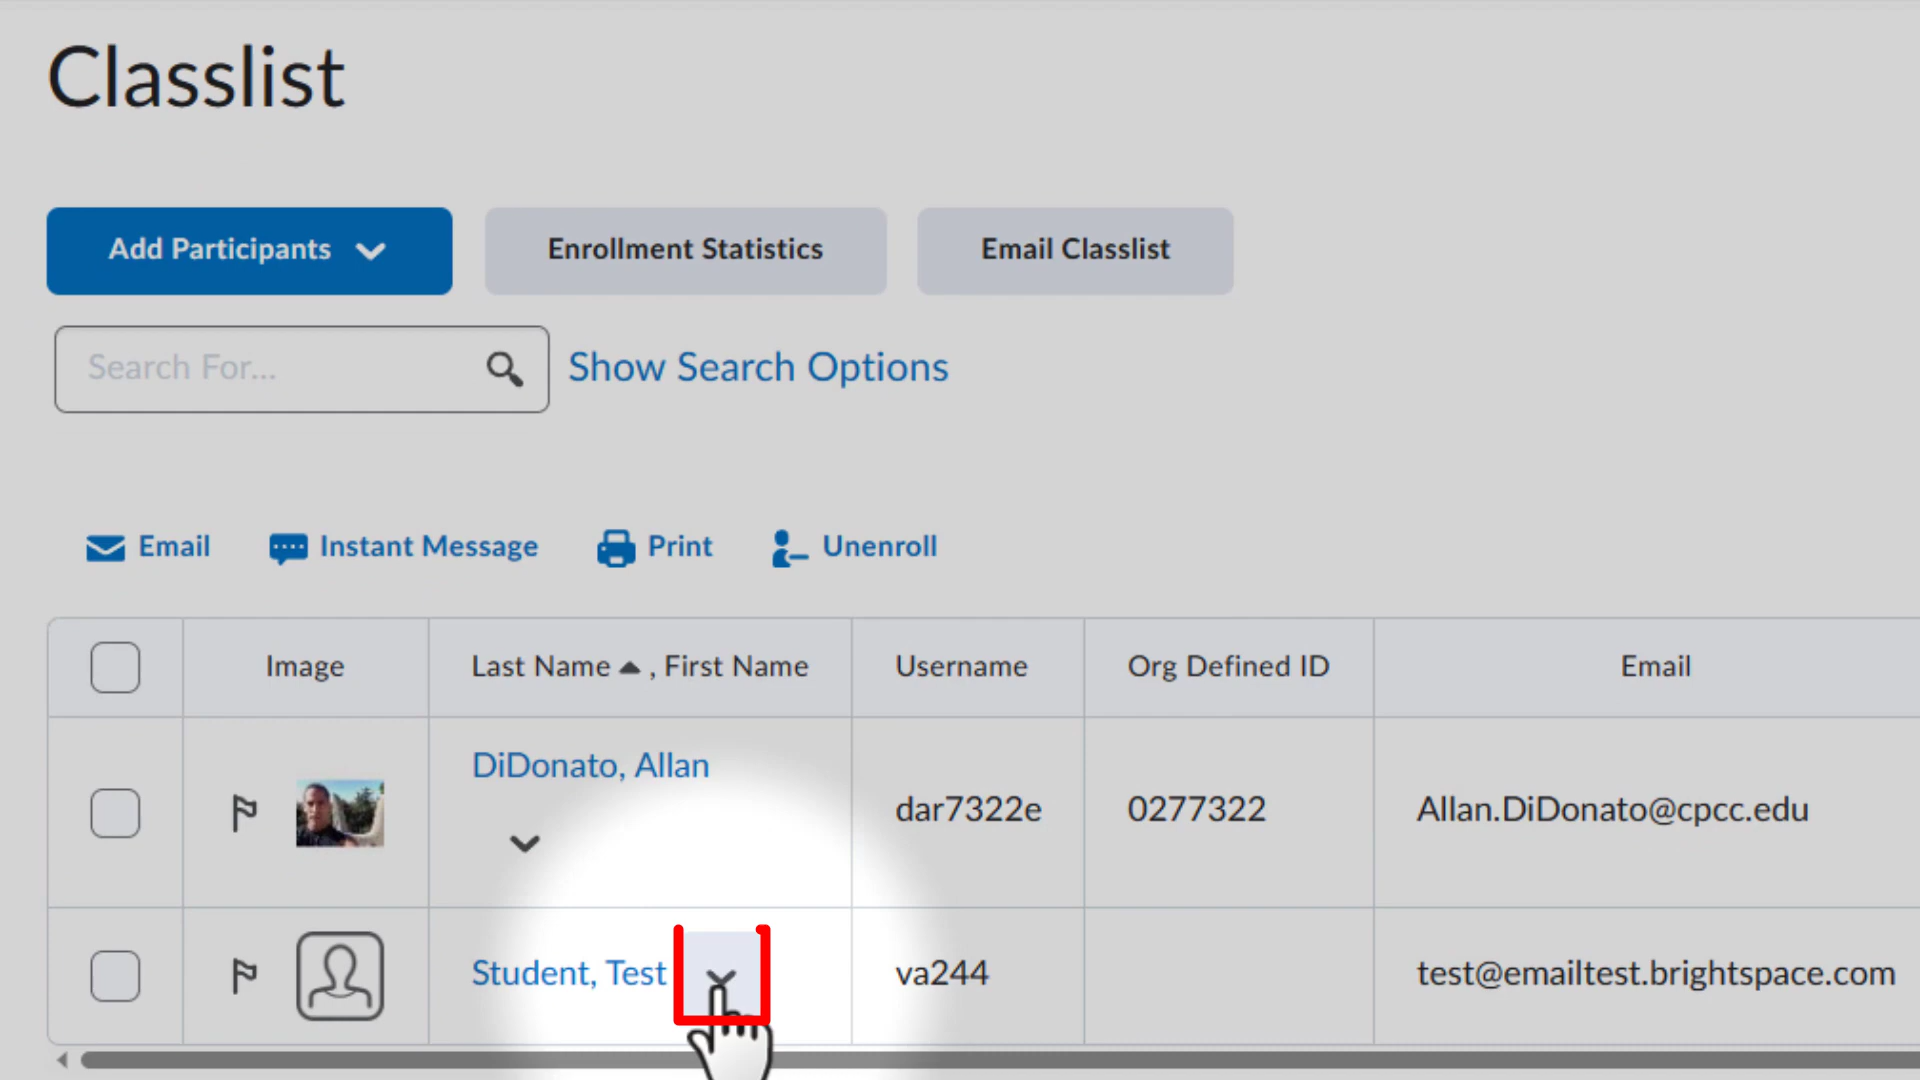 Classlist
Add Participants
Enrollment Statistics
Email Classlist
Search For...
Show Search Options
Email
Instant Message
Print
Unenroll
Image
Last Name , First Name
Username
Org Defined ID
Email
DiDonato, Allan
dar7322e
0277322
Allan.DiDonato@cpcc.edu
Student, Test
va244
test@emailtest.brightspace.com